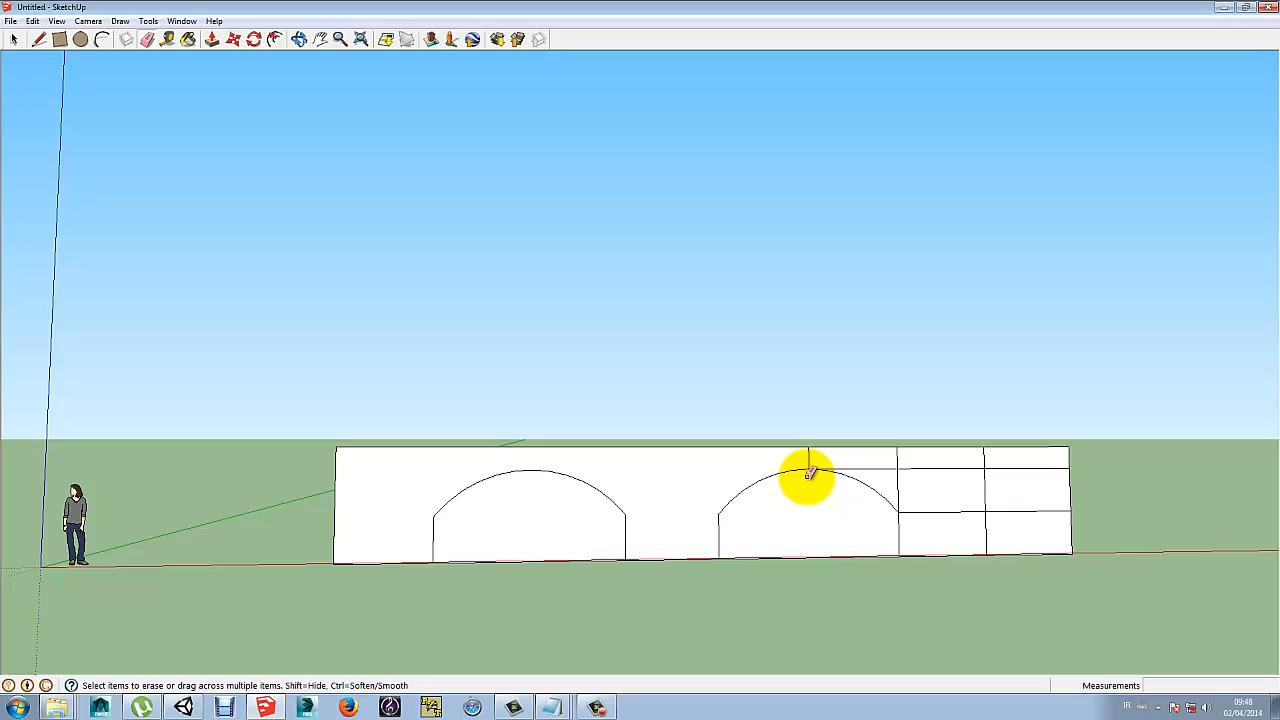 Untitled - SketchUp
File Edit View Camera Draw Tools Window Help
Select items to erase or drag across multiple items. Shift=Hide, Ctrl=Soften/Smooth
Measurements
IR
09:48
02/04/2014